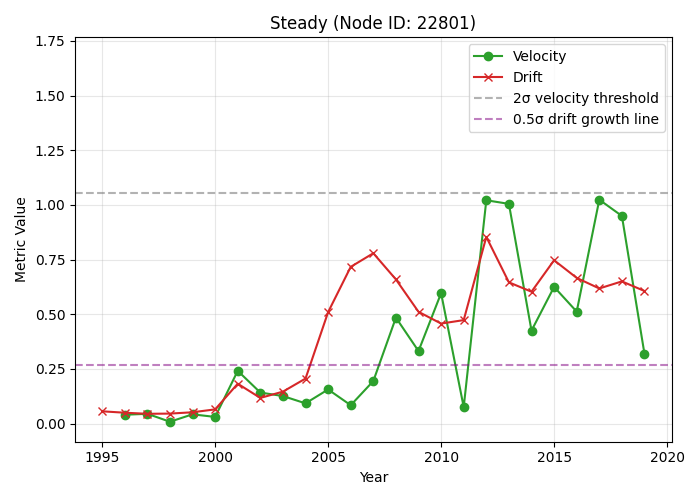 Steady (Node ID: 22801)
1.75
1.50
1.25
1.00
0.75
0.50
0.25
0.00
Metric Value
Velocity
Drift
2σ velocity threshold
0.5σ drift growth line
1995
2000
2005
2010
2015
2020
Year